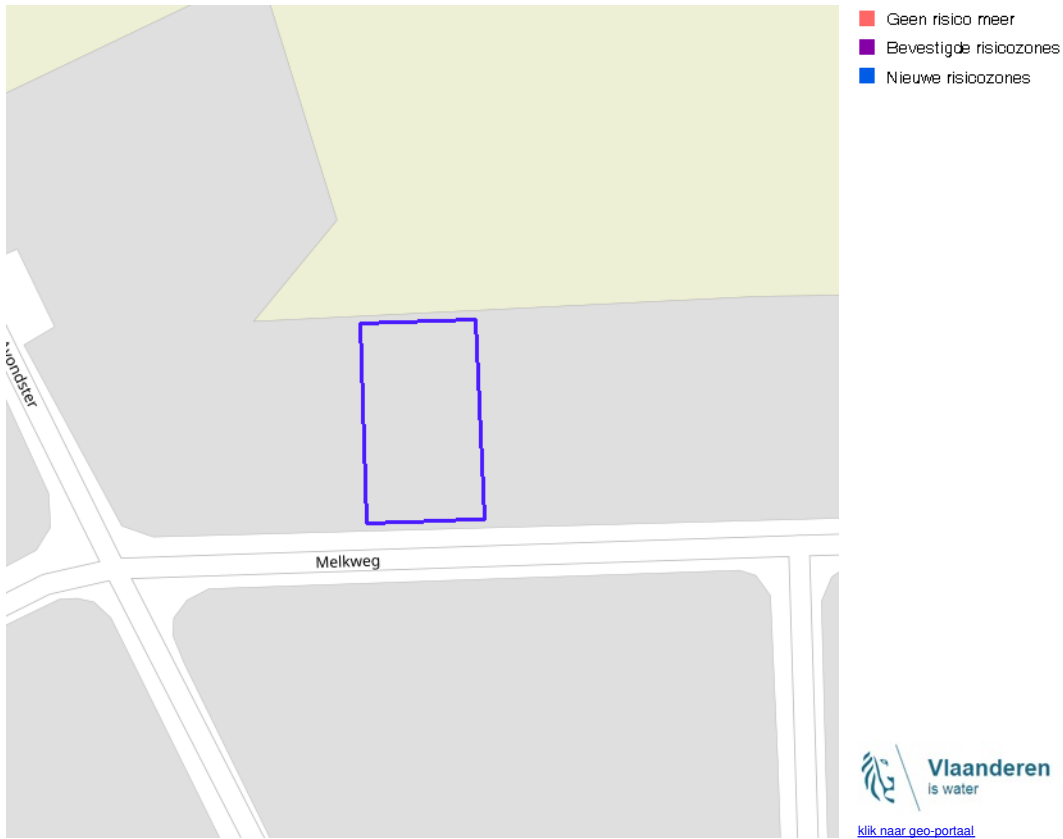 Geen risico meer
Bevestigde risicozones
Nieuwe risicozones
Melkweg
Vlaanderen
is water
klik naar geo-portaal